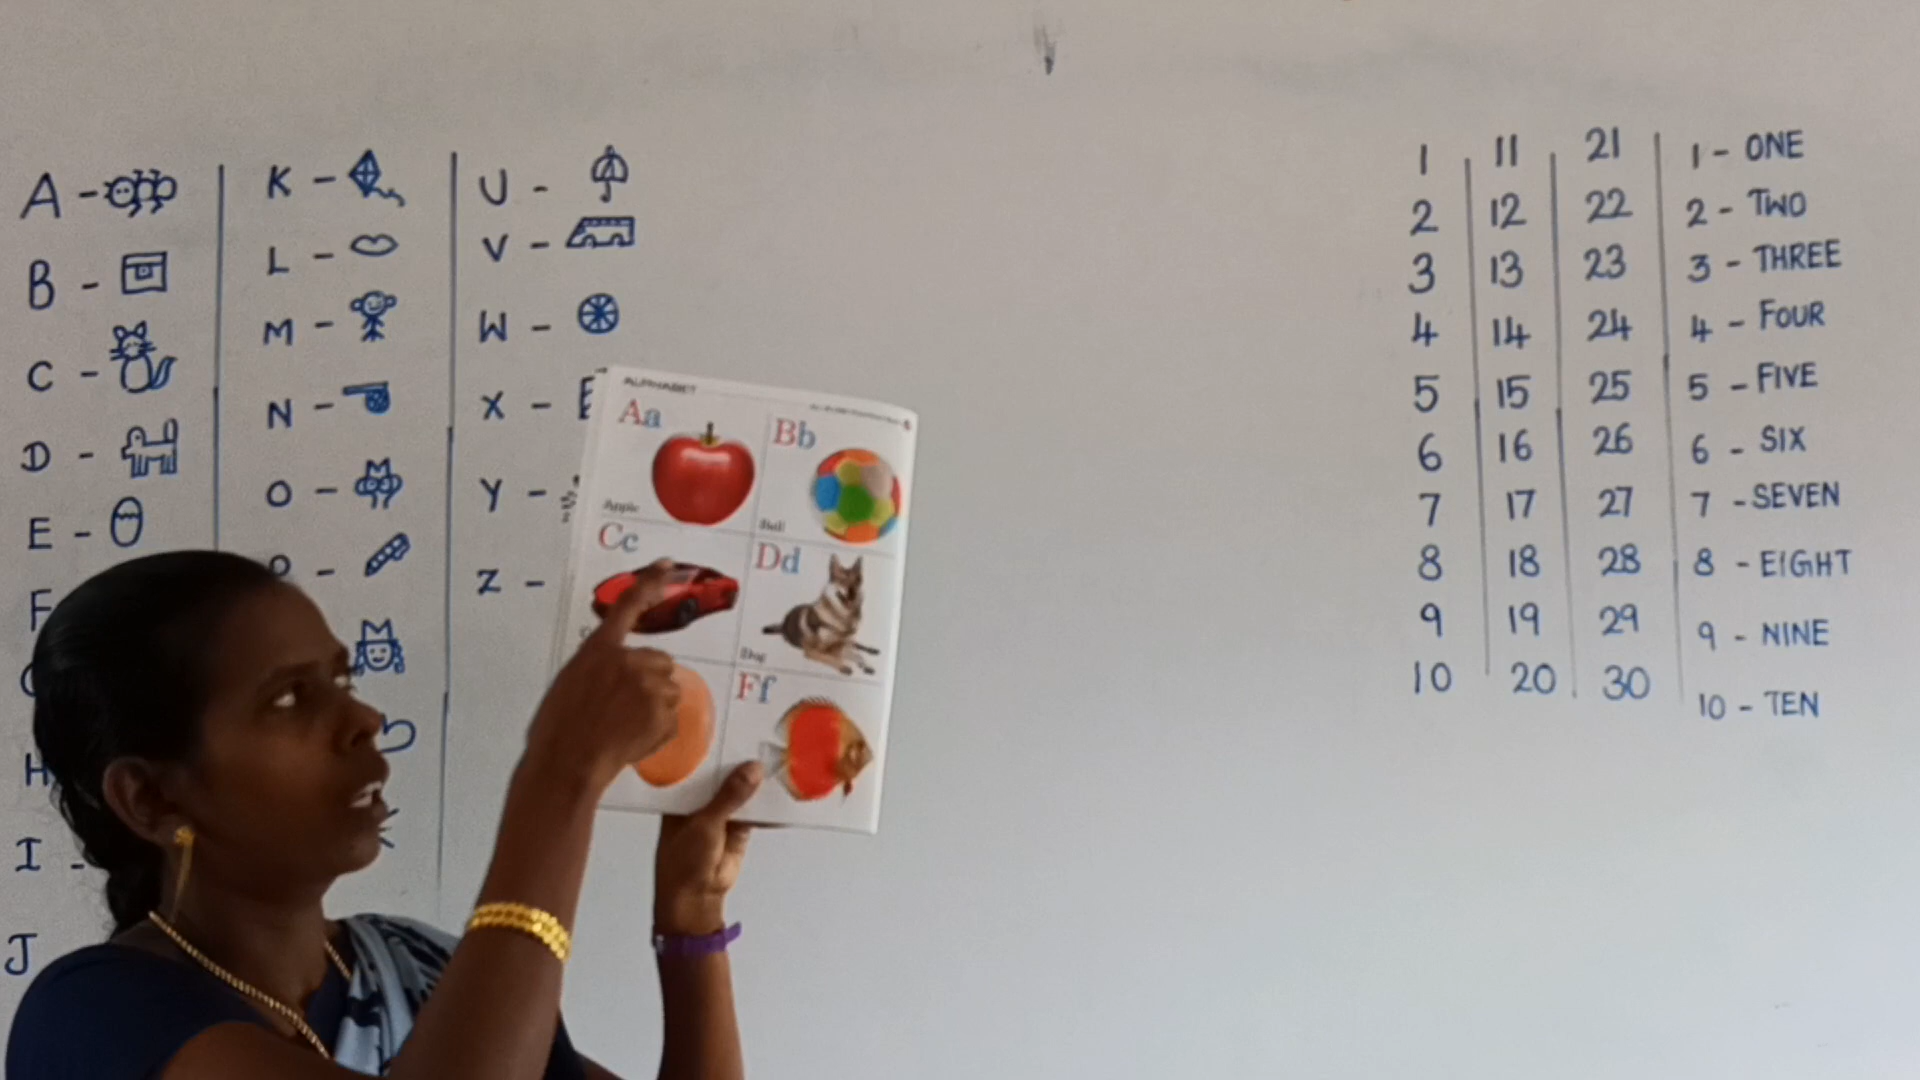 A -
B -
C -
D -
E -
F
H
I -
J
K -
L -
M -
N -
O -
P -
U -
V -
W -
X - E
Y -
Z -
ALPHABET
Aa
Apple
Bb
Ball
Cc
Dd
Dog
Ff
1 11 21
2 12 22
3 13 23
4 14 24
5 15 25
6 16 26
7 17 27
8 18 28
9 19 29
10 20 30
1 - ONE
2 - TWO
3 - THREE
4 - FOUR
5 - FIVE
6 - SIX
7 - SEVEN
8 - EIGHT
9 - NINE
10 - TEN